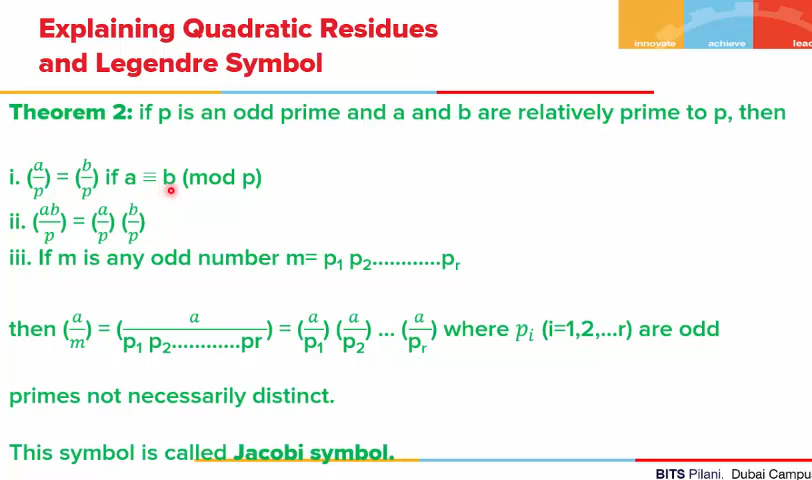 Explaining Quadratic Residues
and Legendre Symbol
innovate achieve lead
Theorem 2: if p is an odd prime and a and b are relatively prime to p, then
i. (a/p) = (b/p) if a ≡ b (mod p)
ii. (ab/p) = (a/p) (b/p)
iii. If m is any odd number m= p₁ p₂............pᵣ
then (a/m) = (a/p₁ p₂............pr) = (a/p₁) (a/p₂) ... (a/pᵣ) where pᵢ (i=1,2,...r) are odd
primes not necessarily distinct.
This symbol is called Jacobi symbol.
BITS Pilani, Dubai Campu